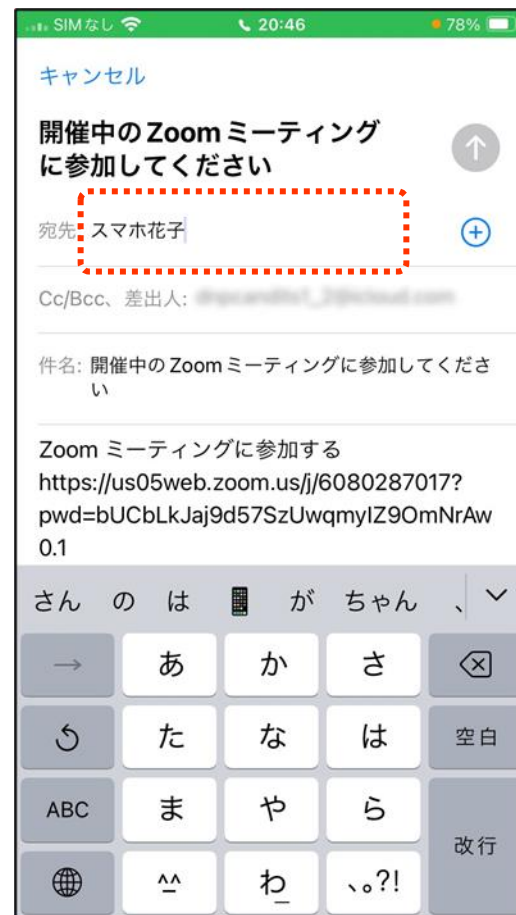 SIMなし 20:46 78%
キャンセル
開催中のZoomミーティング
に参加してください
宛先: スマホ花子
Cc/Bcc、差出人:
件名: 開催中のZoomミーティングに参加してくださ
い
Zoom ミーティングに参加する
https://us05web.zoom.us/j/6080287017?
pwd=bUCbLkJaj9d57SzUwqmyIZ9OmNrAw
0.1
さん の は が ちゃん 、
→ あ か さ
た な は 空白
ABC ま や ら
改行
^^ わ 、。?!